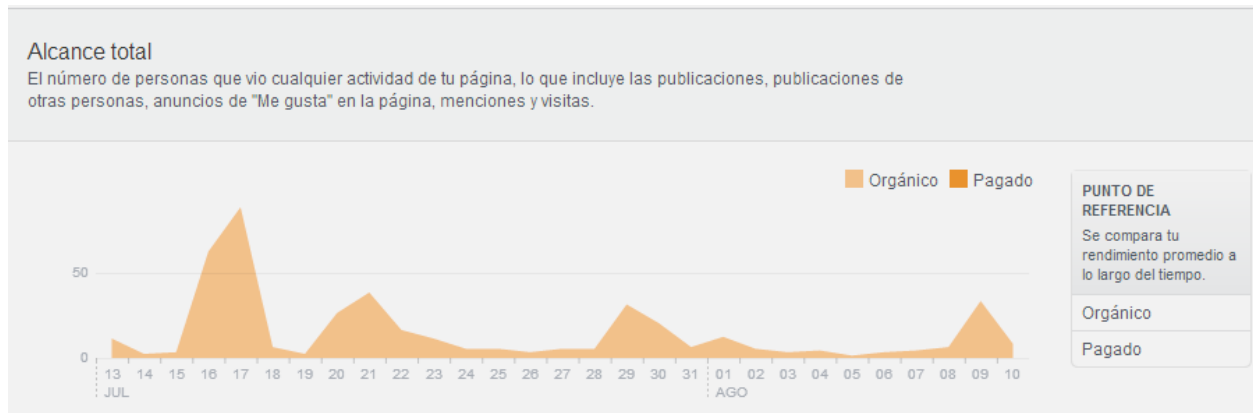 Alcance total
El número de personas que vio cualquier actividad de tu página, lo que incluye las publicaciones, publicaciones de
otras personas, anuncios de "Me gusta" en la página, menciones y visitas.
Orgánico Pagado
PUNTO DE
REFERENCIA
Se compara tu
rendimiento promedio a
lo largo del tiempo.
Orgánico
Pagado
50
0
13 14 15 16 17 18 19 20 21 22 23 24 25 26 27 28 29 30 31 01 02 03 04 05 06 07 08 09 10
JUL AGO